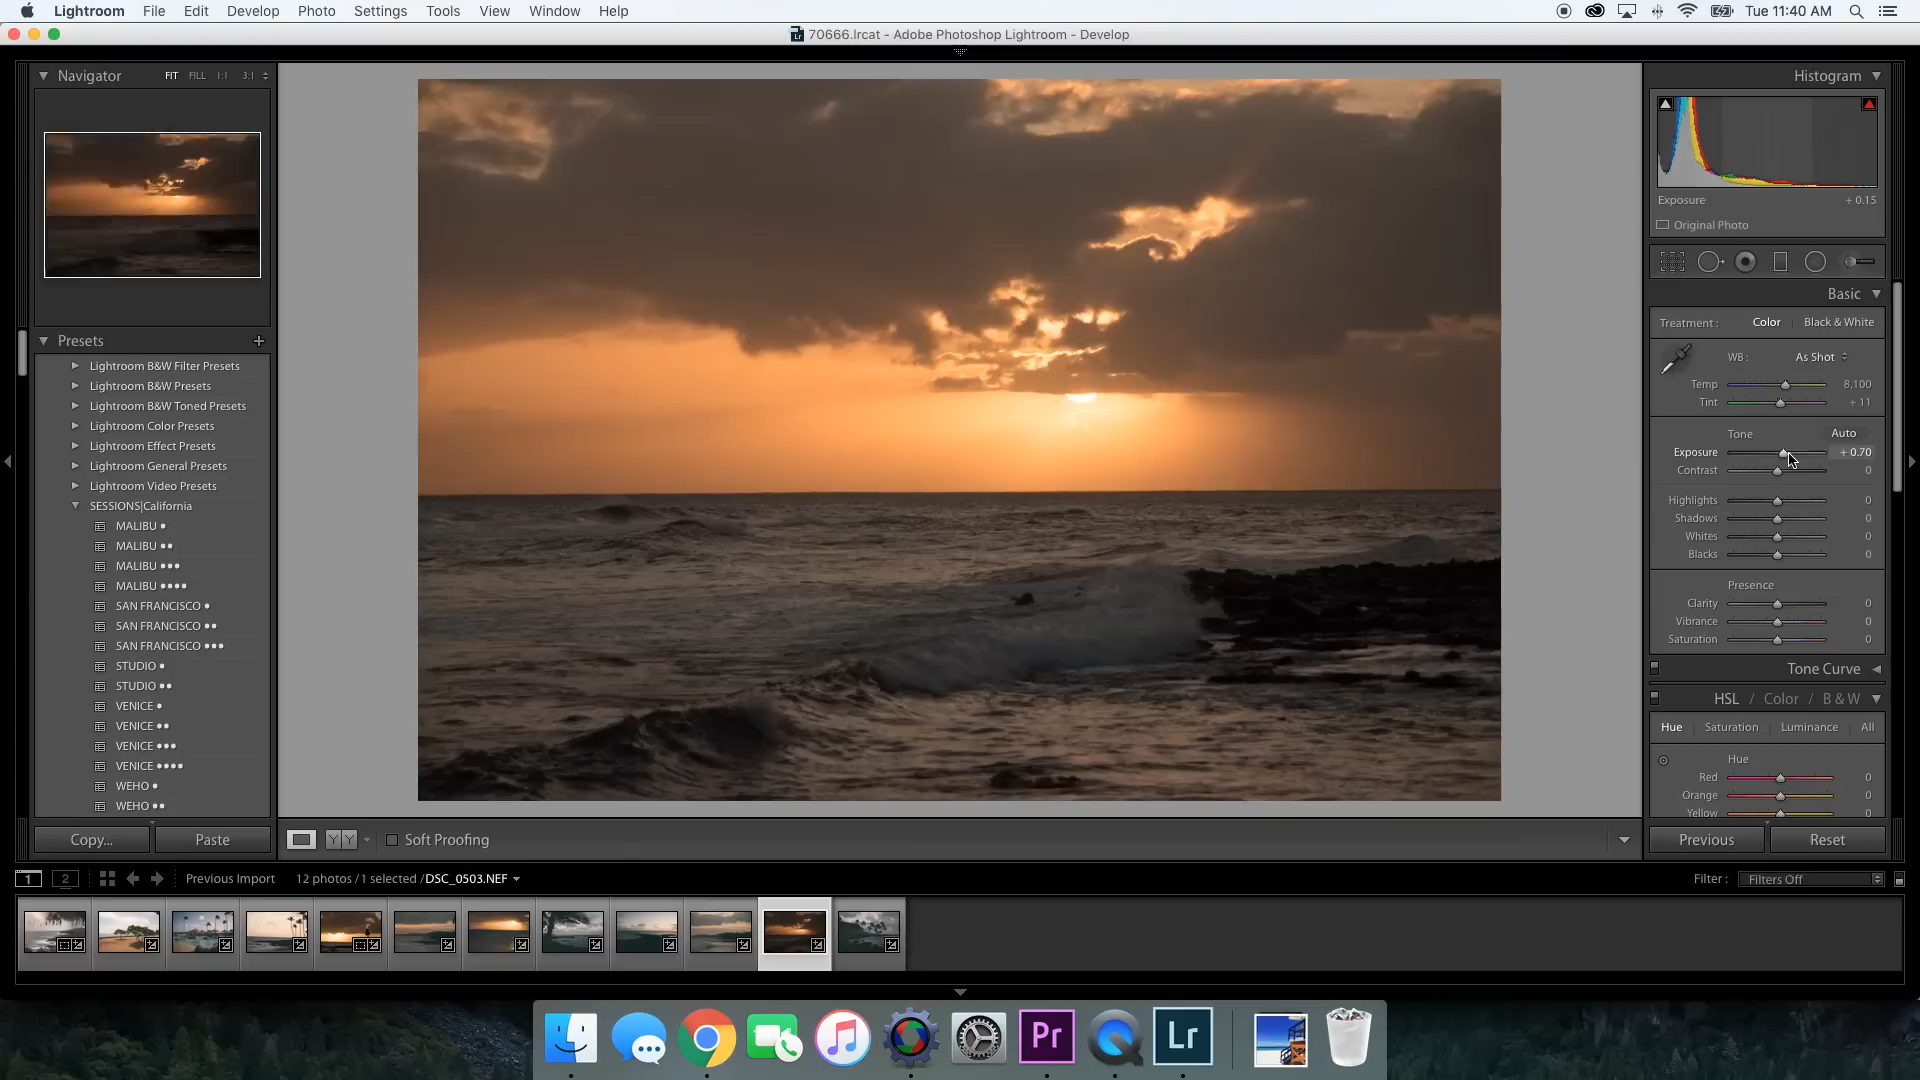 Lightroom File Edit Develop Photo Settings Tools View Window Help Tue 11:40 AM
70666.lrcat - Adobe Photoshop Lightroom - Develop
Navigator FIT FILL 1:1 3:1
Presets +
Lightroom B&W Filter Presets
Lightroom B&W Presets
Lightroom B&W Toned Presets
Lightroom Color Presets
Lightroom Effect Presets
Lightroom General Presets
Lightroom Video Presets
SESSIONS|California
MALIBU •
MALIBU ••
MALIBU •••
MALIBU ••••
SAN FRANCISCO •
SAN FRANCISCO ••
SAN FRANCISCO •••
STUDIO •
STUDIO ••
VENICE •
VENICE ••
VENICE •••
VENICE ••••
WEHO •
WEHO ••
Copy... Paste
YY Soft Proofing
Histogram
Exposure + 0.15
Original Photo
Basic
Treatment : Color Black & White
WB : As Shot
Temp 8,100
Tint + 11
Tone Auto
Exposure + 0.70
Contrast 0
Highlights 0
Shadows 0
Whites 0
Blacks 0
Presence
Clarity 0
Vibrance 0
Saturation 0
Tone Curve
HSL / Color / B & W
Hue Saturation Luminance All
Hue
Red 0
Orange 0
Yellow 0
Previous Reset
1 2 Previous Import 12 photos / 1 selected / DSC_0503.NEF Filter : Filters Off
Pr Lr